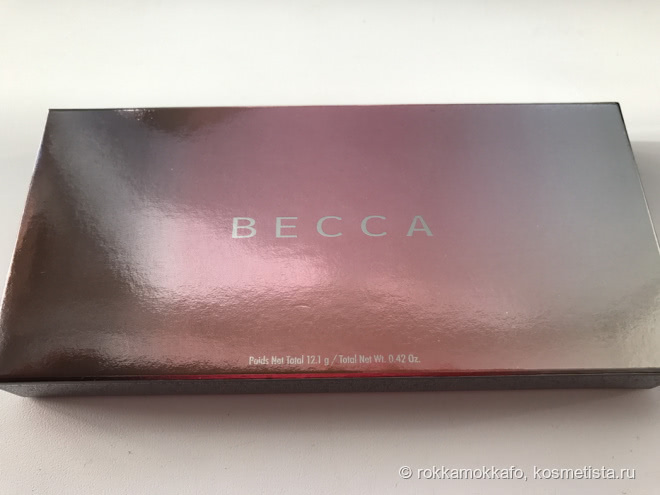 BECCA
Poids Net Total 12,1 g / Total Net Wt. 0.42 Oz.
© rokkamokkafo, kosmetista.ru